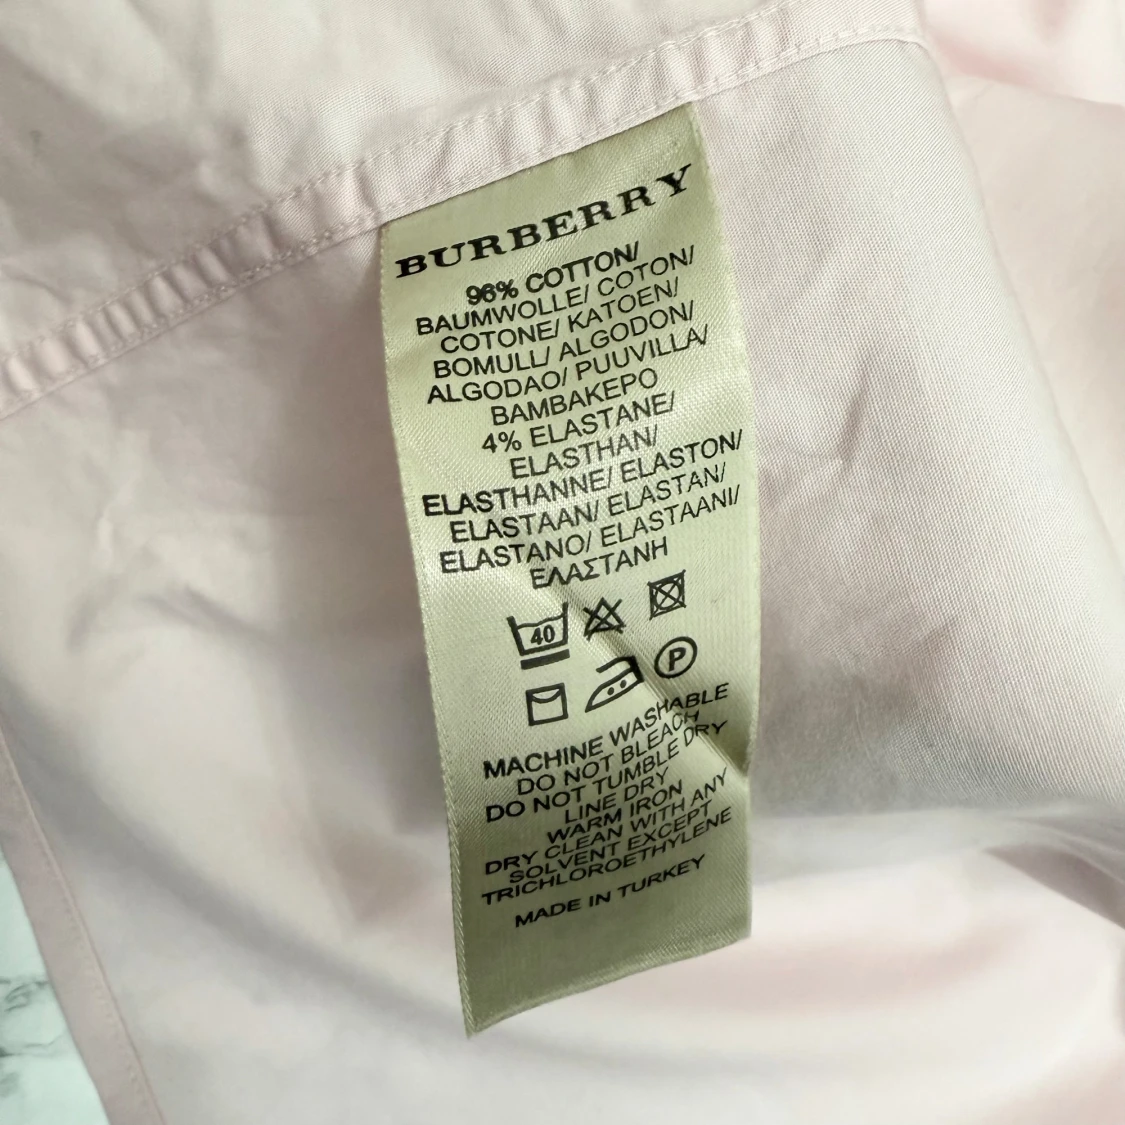 BURBERRY
96% COTTON/
BAUMWOLLE/ COTON/
COTONE/ KATOEN/
BOMULL/ ALGODON/
ALGODAO/ PUUVILLA/
BAMBAKEPO
4% ELASTANE/
ELASTHAN/
ELASTHANNE/ ELASTON/
ELASTAAN/ ELASTAN/
ELASTANO/ ELASTAANI/
ΕΛΑΣΤΑΝΗ
40
P
MACHINE WASHABLE
DO NOT BLEACH
DO NOT TUMBLE DRY
LINE DRY
WARM IRON
DRY CLEAN WITH ANY
SOLVENT EXCEPT
TRICHLOROETHYLENE
MADE IN TURKEY